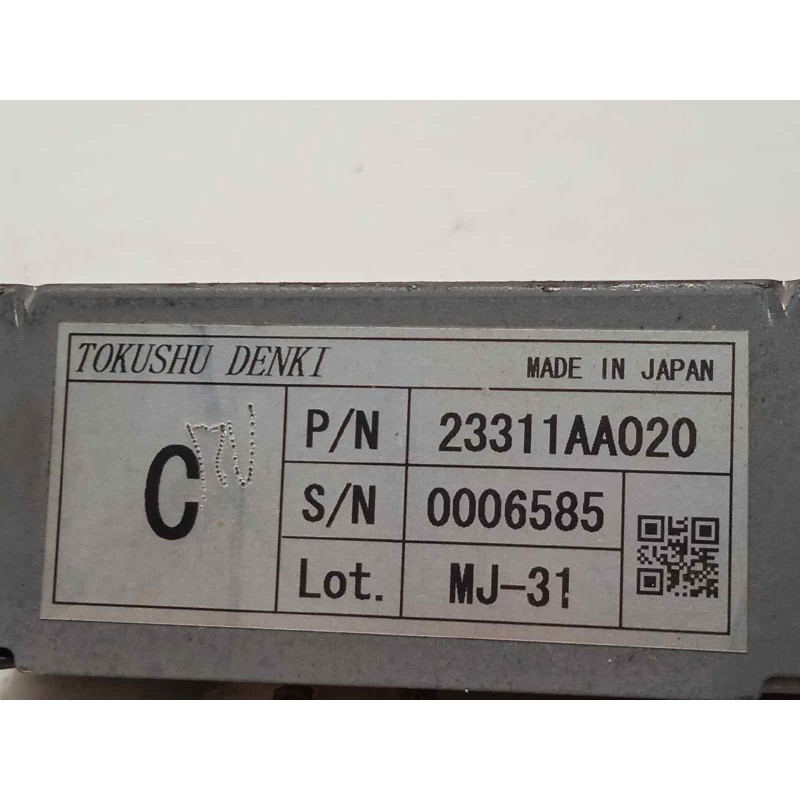 TOKUSHU DENKI MADE IN JAPAN
C
P/N 23311AA020
S/N 0006585
Lot. MJ-31